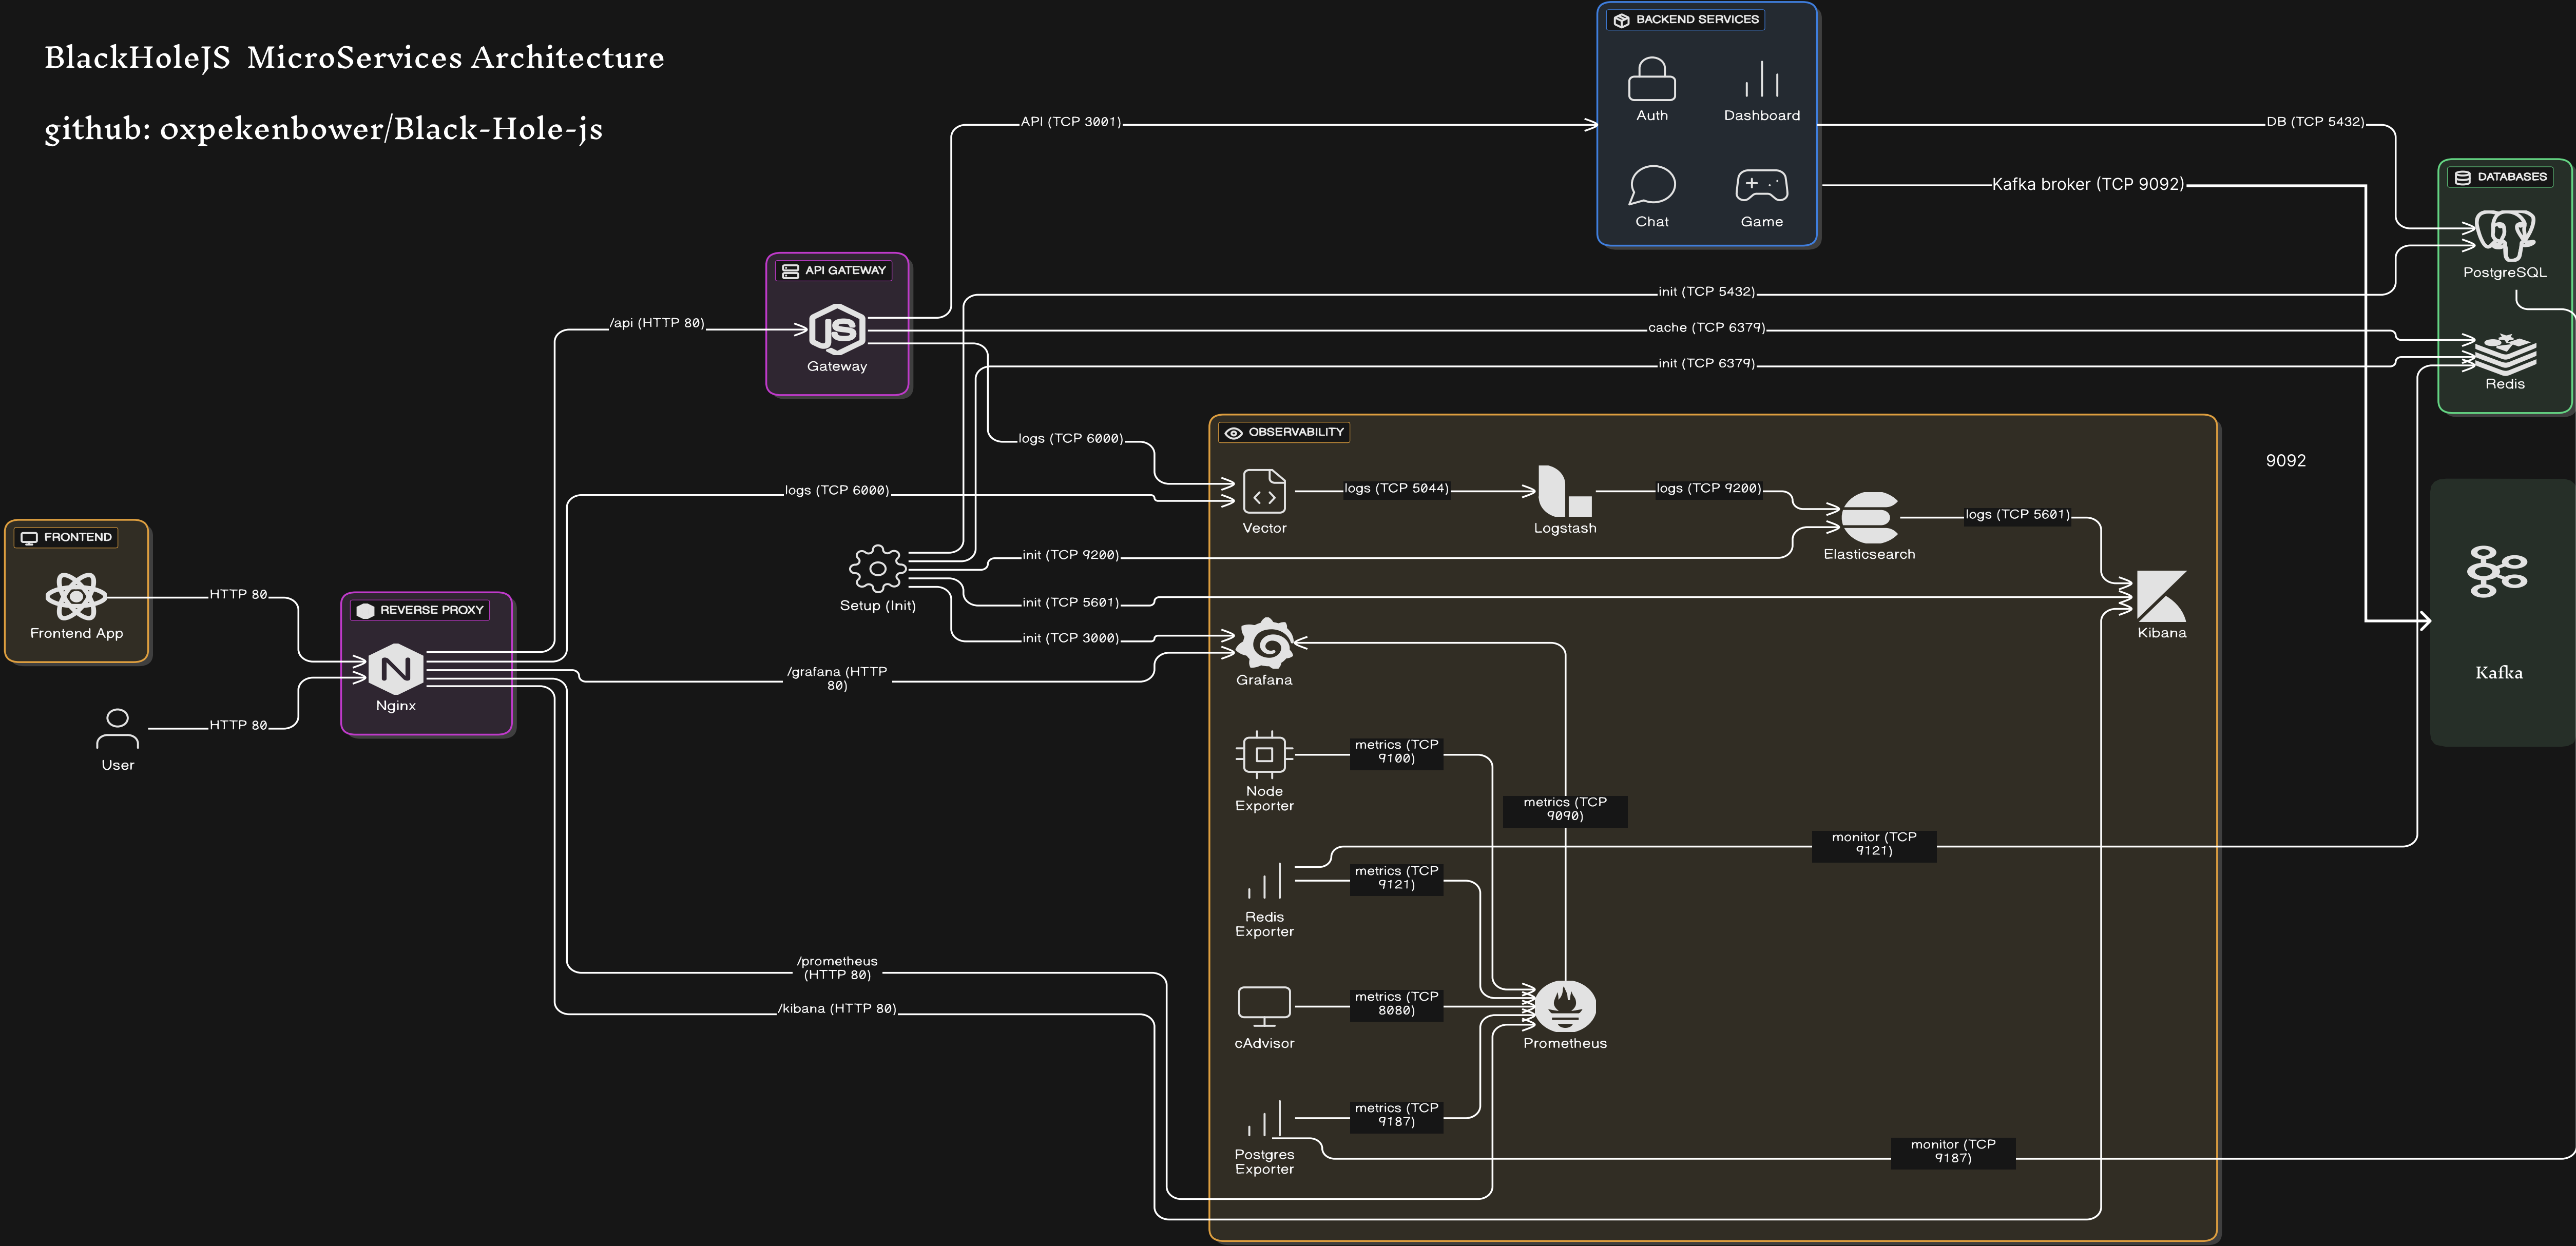 BlackHoleJS MicroServices Architecture
github: oxpekenbower/Black-Hole-js
BACKEND SERVICES
Auth
Dashboard
Chat
Game
API (TCP 3001)
DB (TCP 5432)
Kafka broker (TCP 9092)
DATABASES
PostgreSQL
Redis
API GATEWAY
Gateway
/api (HTTP 80)
init (TCP 5432)
cache (TCP 6379)
init (TCP 6379)
logs (TCP 6000)
logs (TCP 6000)
OBSERVABILITY
9092
Vector
logs (TCP 5044)
Logstash
logs (TCP 9200)
Elasticsearch
logs (TCP 5601)
Kibana
Kafka
FRONTEND
Frontend App
HTTP 80
REVERSE PROXY
Nginx
HTTP 80
User
Setup (Init)
init (TCP 9200)
init (TCP 5601)
init (TCP 3000)
/grafana (HTTP
80)
Grafana
Node
Exporter
metrics (TCP
9100)
metrics (TCP
9090)
monitor (TCP
9121)
Redis
Exporter
metrics (TCP
9121)
/prometheus
(HTTP 80)
/kibana (HTTP 80)
cAdvisor
metrics (TCP
8080)
Prometheus
Postgres
Exporter
metrics (TCP
9187)
monitor (TCP
9187)